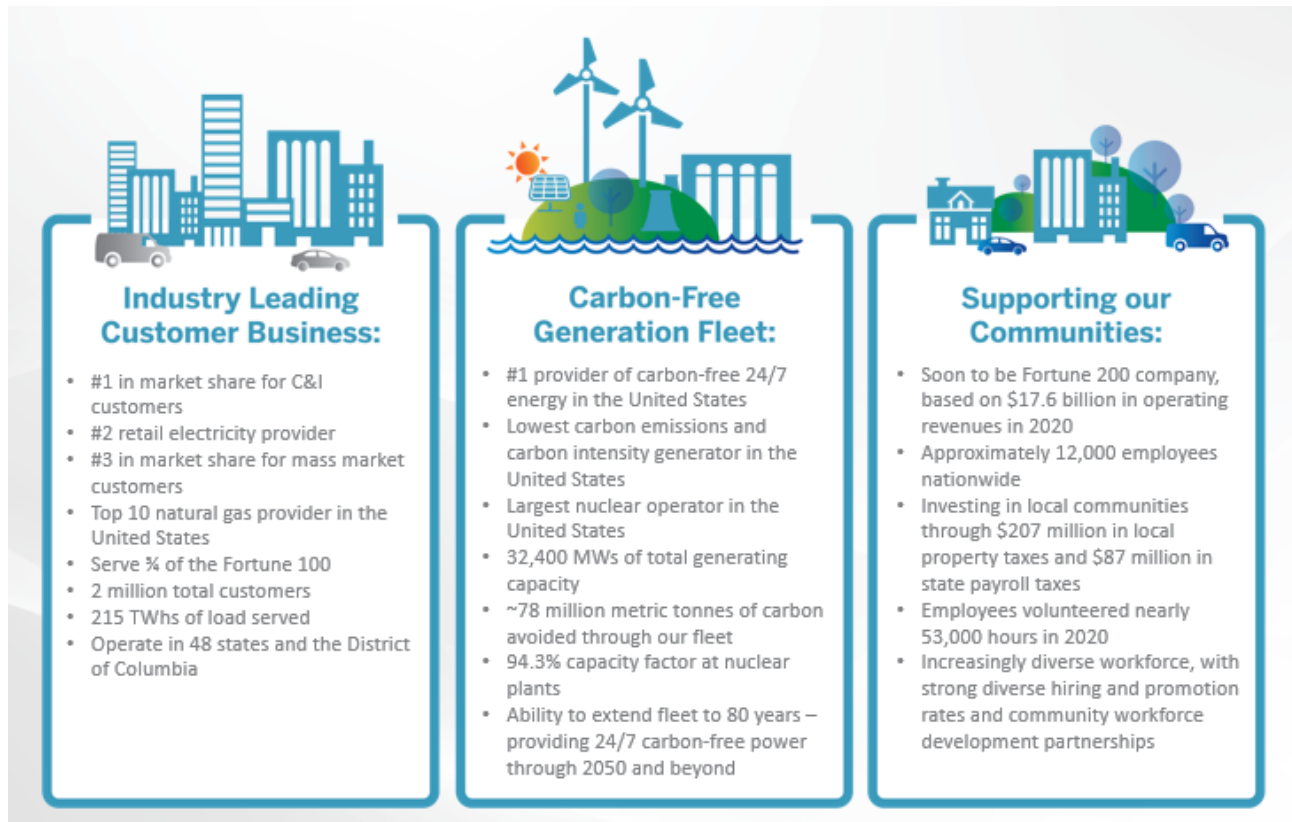 Industry Leading
Customer Business:
• #1 in market share for C&I
customers
• #2 retail electricity provider
• #3 in market share for mass market
customers
• Top 10 natural gas provider in the
United States
• Serve ¾ of the Fortune 100
• 2 million total customers
• 215 TWhs of load served
• Operate in 48 states and the District
of Columbia
Carbon-Free
Generation Fleet:
• #1 provider of carbon-free 24/7
energy in the United States
• Lowest carbon emissions and
carbon intensity generator in the
United States
• Largest nuclear operator in the
United States
• 32,400 MWs of total generating
capacity
• ~78 million metric tonnes of carbon
avoided through our fleet
• 94.3% capacity factor at nuclear
plants
• Ability to extend fleet to 80 years –
providing 24/7 carbon-free power
through 2050 and beyond
Supporting our
Communities:
• Soon to be Fortune 200 company,
based on $17.6 billion in operating
revenues in 2020
• Approximately 12,000 employees
nationwide
• Investing in local communities
through $207 million in local
property taxes and $87 million in
state payroll taxes
• Employees volunteered nearly
53,000 hours in 2020
• Increasingly diverse workforce, with
strong diverse hiring and promotion
rates and community workforce
development partnerships